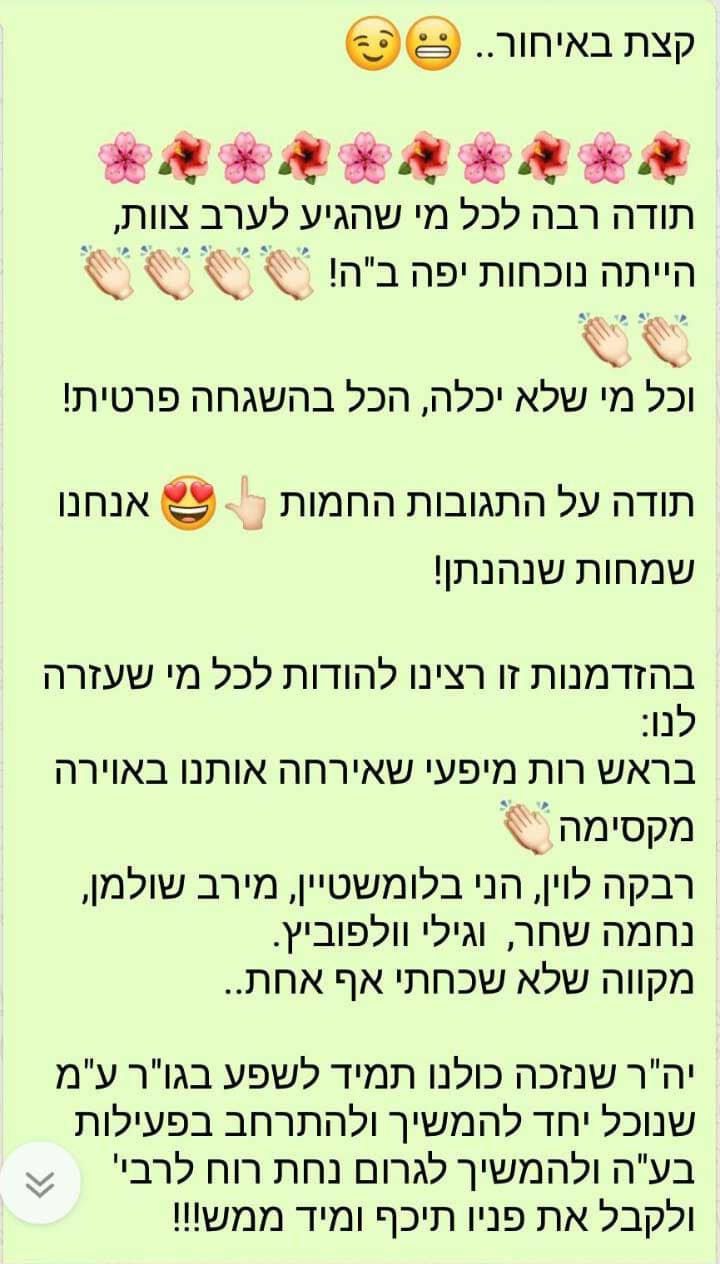 קצת באיחור.. 😬😉
🌺🌸🌺🌸🌺🌸🌺🌸🌺🌸
תודה רבה לכל מי שהגיע לערב צוות,
הייתה נוכחות יפה ב"ה! 👏🏻👏🏻👏🏻👏🏻
👏🏻👏🏻
וכל מי שלא יכלה, הכל בהשגחה פרטית!
תודה על התגובות החמות 👆🏻😍 אנחנו
שמחות שנהנתן!
בהזדמנות זו רצינו להודות לכל מי שעזרה
לנו:
בראש רות מיפעי שאירחה אותנו באוירה
מקסימה👏🏻
רבקה לוין, הני בלומשטיין, מירב שולמן,
נחמה שחר,  וגילי וולפוביץ.
מקווה שלא שכחתי אף אחת..
יה"ר שנזכה כולנו תמיד לשפע בגו"ר ע"מ
שנוכל יחד להמשיך ולהתרחב בפעילות
בע"ה ולהמשיך לגרום נחת רוח לרבי'
ולקבל את פניו תיכף ומיד ממש!!!